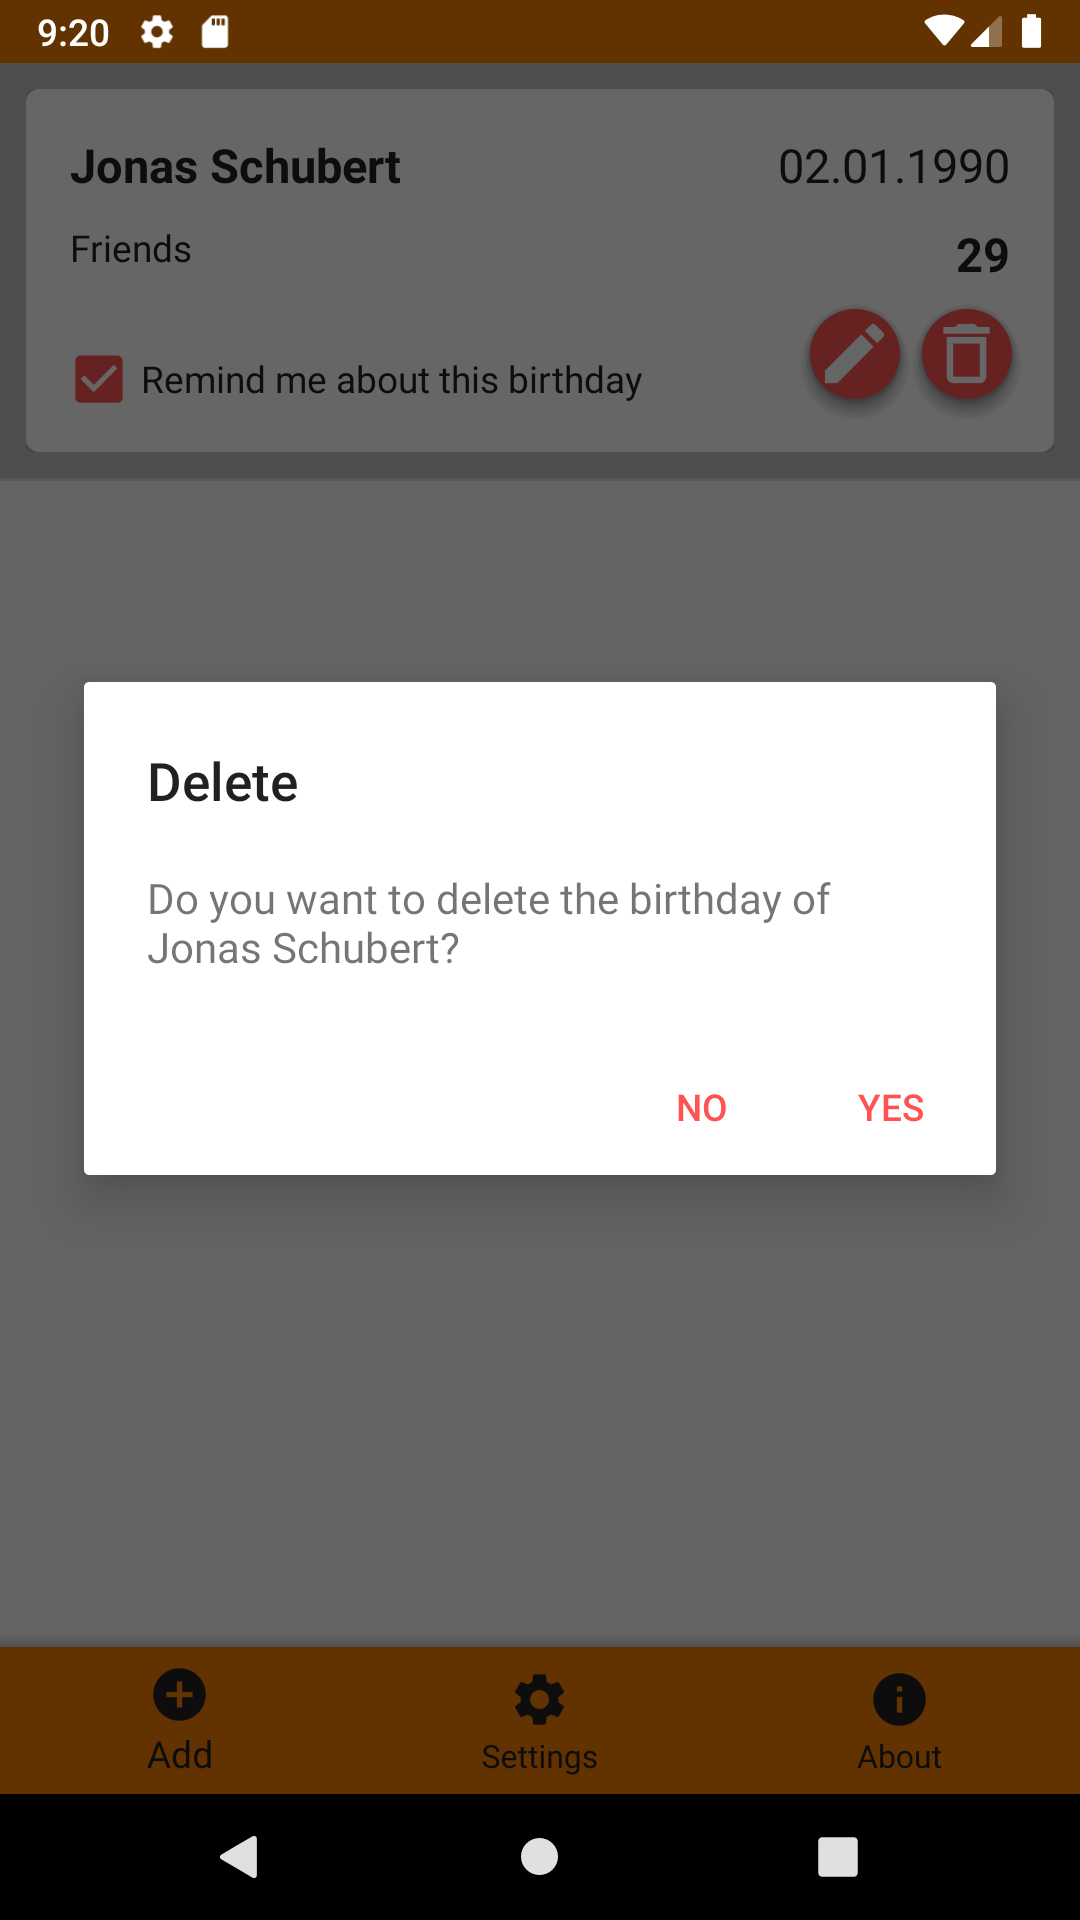 9:20
Jonas Schubert 02.01.1990
Friends 29
Remind me about this birthday
Delete
Do you want to delete the birthday of
Jonas Schubert?
NO YES
Add Settings About